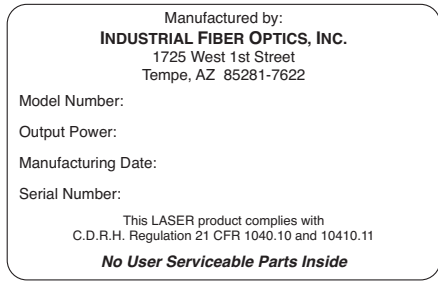 Manufactured by:
INDUSTRIAL FIBER OPTICS, INC.
1725 West 1st Street
Tempe, AZ 85281-7622
Model Number:
Output Power:
Manufacturing Date:
Serial Number:
This LASER product complies with
C.D.R.H. Regulation 21 CFR 1040.10 and 10410.11
No User Serviceable Parts Inside